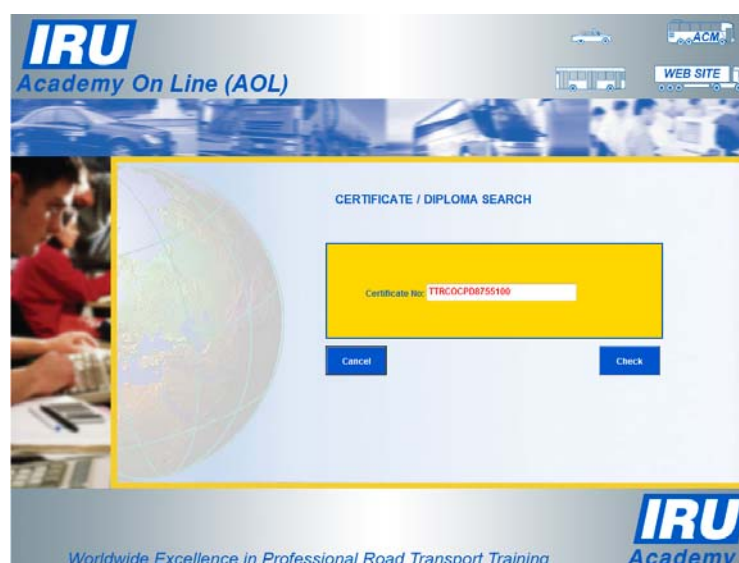 IRU
Academy On Line (AOL)
ACM
WEB SITE
CERTIFICATE / DIPLOMA SEARCH
Certificate No: TTRCOCPD8755100
Cancel
Check
IRU
Academy
Worldwide Excellence in Professional Road Transport Training